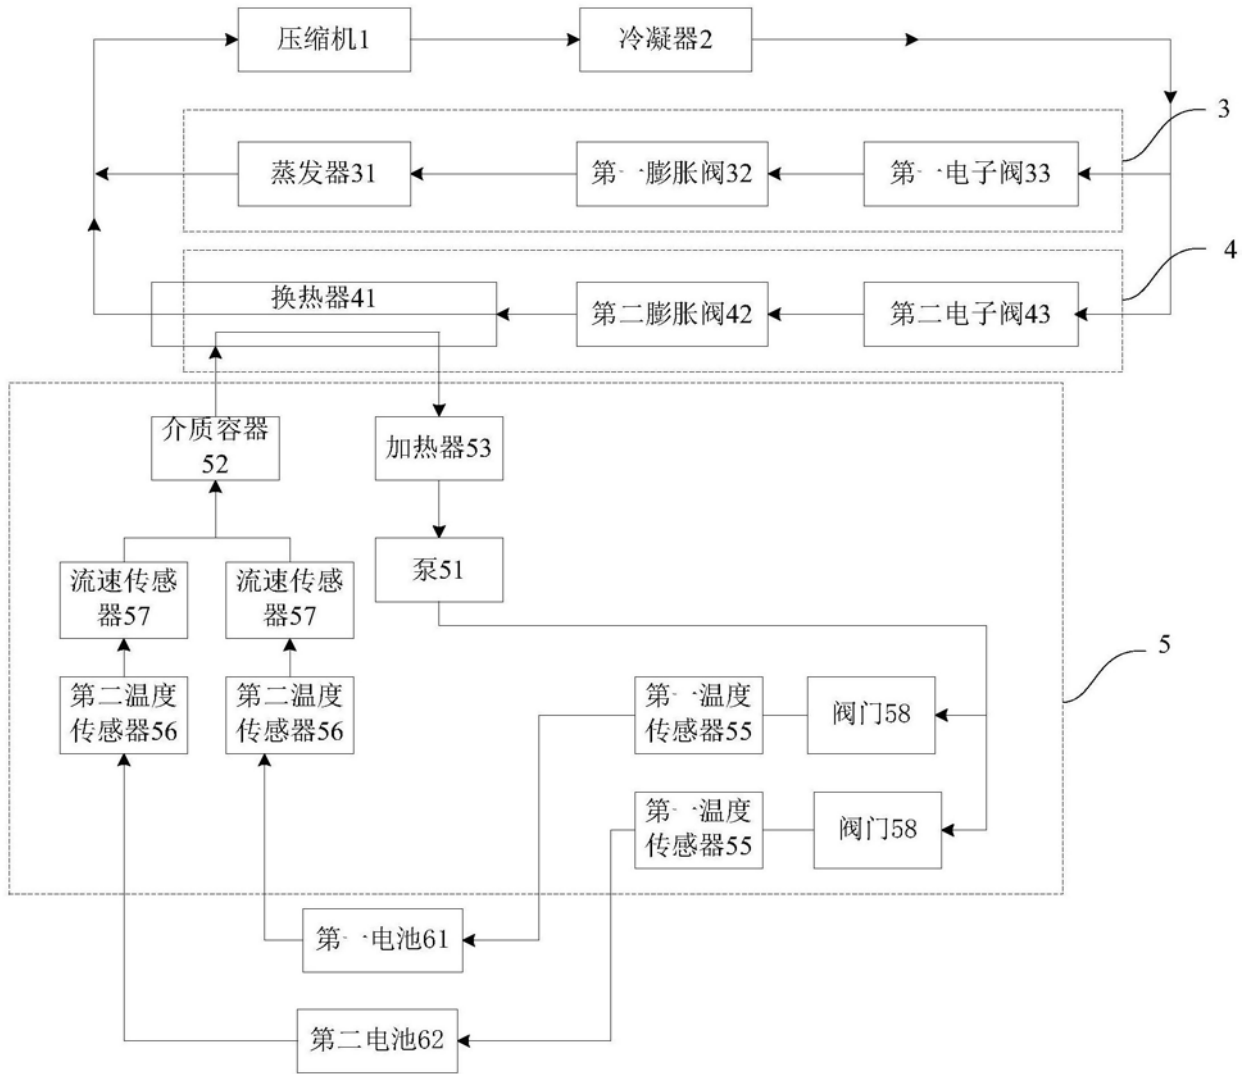 压缩机1
冷凝器2
3
蒸发器31
第一膨胀阀32
第一电子阀33
4
换热器41
第二膨胀阀42
第二电子阀43
介质容器
52
加热器53
泵51
流速传感
器57
流速传感
器57
5
第二温度
传感器56
第二温度
传感器56
第一温度
传感器55
阀门58
第一温度
传感器55
阀门58
第一电池61
第二电池62